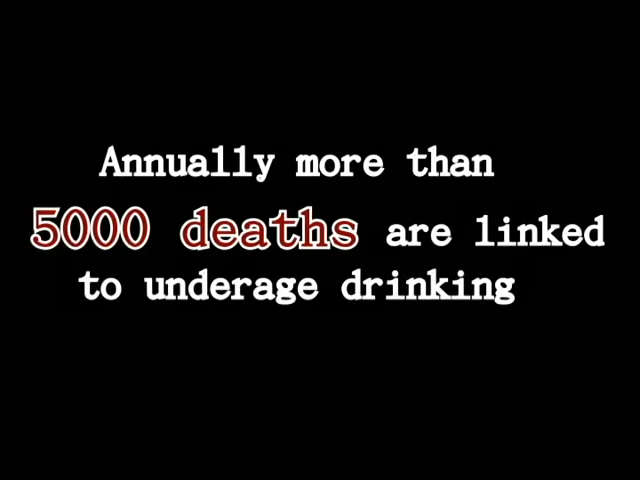 Annually more than
5000 deaths are linked
to underage drinking